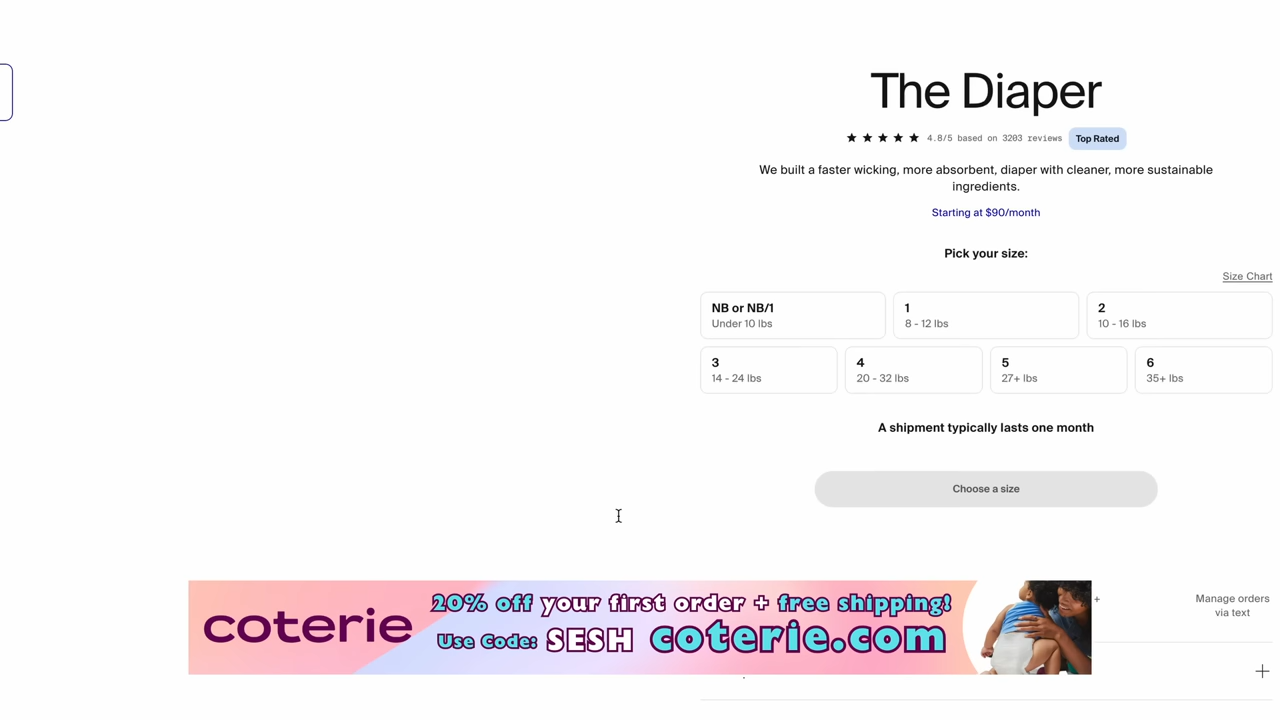 The Diaper
4.8/5 based on 3203 reviews
Top Rated
We built a faster wicking, more absorbent, diaper with cleaner, more sustainable
ingredients.
Starting at $90/month
Pick your size:
Size Chart
NB or NB/1
Under 10 lbs
1
8 - 12 lbs
2
10 - 16 lbs
3
14 - 24 lbs
4
20 - 32 lbs
5
27+ lbs
6
35+ lbs
A shipment typically lasts one month
Choose a size
coterie
20% off your first order + free shipping!
Use Code: SESH coterie.com
+
Manage orders
via text